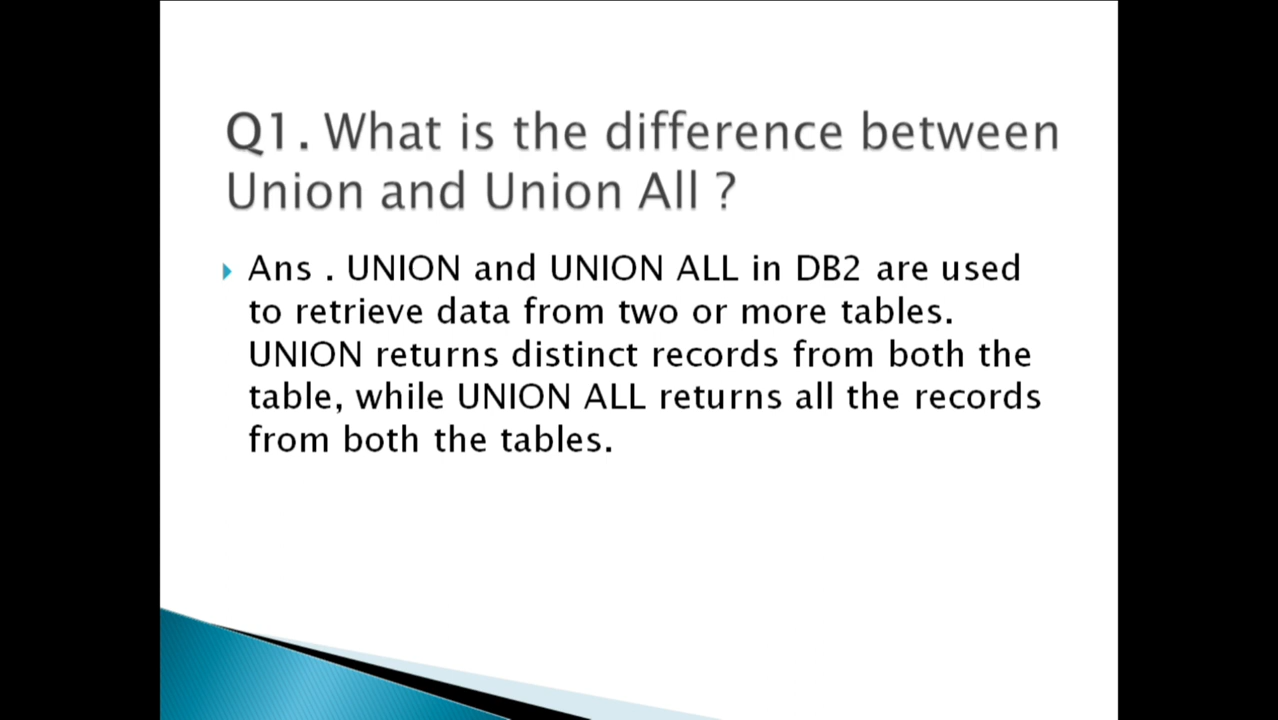 Q1. What is the difference between
Union and Union All ?
Ans . UNION and UNION ALL in DB2 are used
to retrieve data from two or more tables.
UNION returns distinct records from both the
table, while UNION ALL returns all the records
from both the tables.